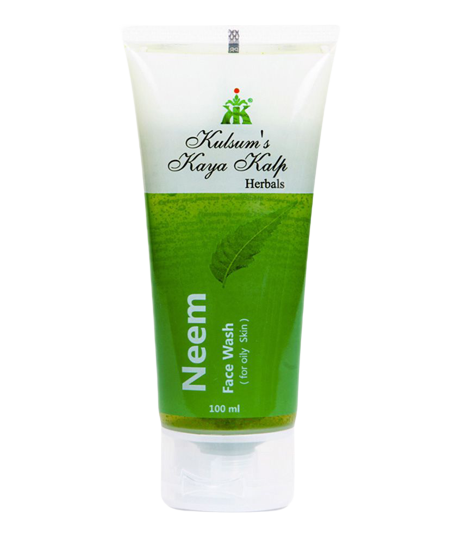 Kulsum's
Kaya Kalp
Herbals
Neem
Face Wash
( for oily Skin )
100 ml